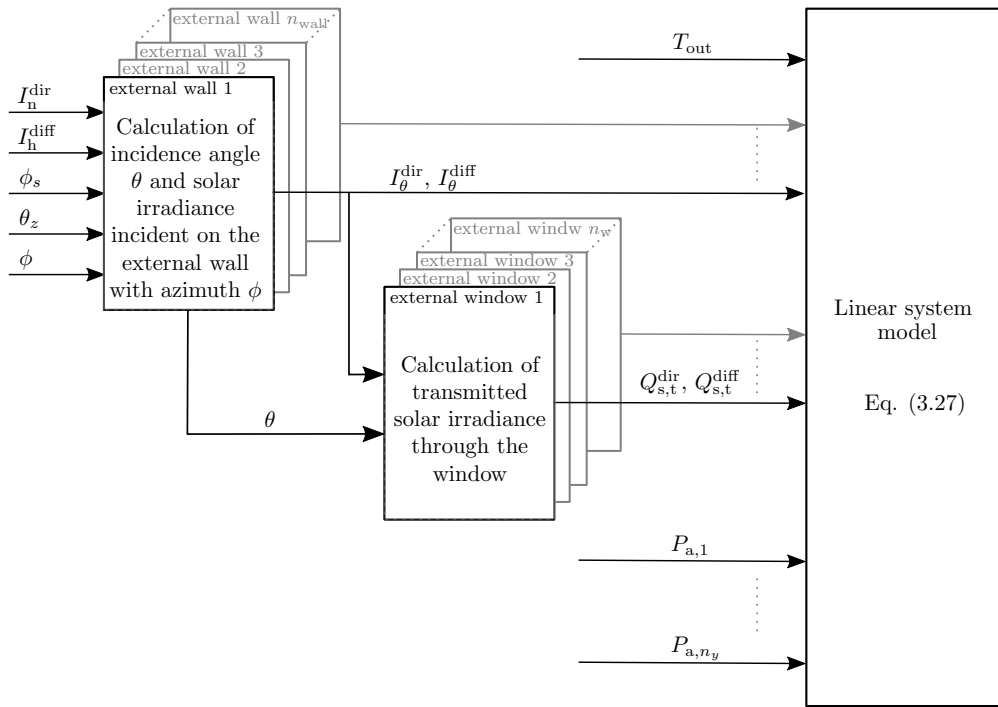 external wall n_wall
external wall 3
external wall 2
external wall 1
I_n^dir
I_h^diff
ϕ_s
θ_z
ϕ
Calculation of
incidence angle
θ and solar
irradiance
incident on the
external wall
with azimuth ϕ
T_out
I_θ^dir, I_θ^diff
external windw n_w
external window 3
external window 2
external window 1
Calculation of
transmitted
solar irradiance
through the
window
θ
Q_s,t^dir, Q_s,t^diff
P_a,1
P_a,n_y
Linear system
model
Eq. (3.27)